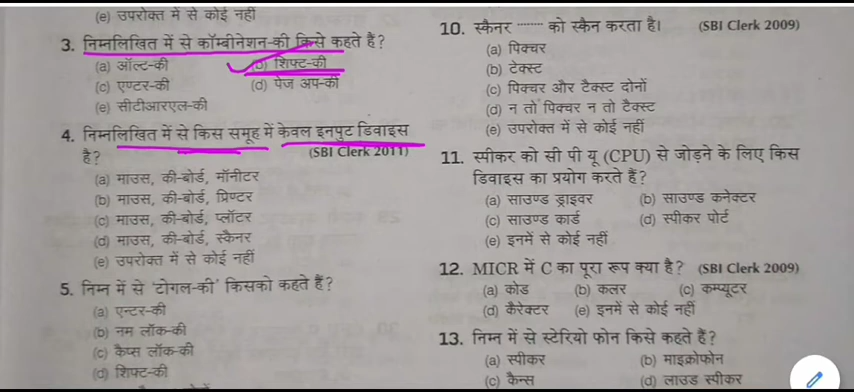 (e) उपरोक्त में से कोई नहीं
3. निम्नलिखित में से कॉम्बीनेशन-की किसे कहते हैं?
(a) ऑल्ट-की (b) शिफ्ट-की
(c) एण्टर-की (d) पेज अप-की
(e) सीटीआरएल-की
4. निम्नलिखित में से किस समूह में केवल इनपुट डिवाइस
है? (SBI Clerk 2011)
(a) माउस, की-बोर्ड, मॉनीटर
(b) माउस, की-बोर्ड, प्रिण्टर
(c) माउस, की-बोर्ड, प्लॉटर
(d) माउस, की-बोर्ड, स्कैनर
(e) उपरोक्त में से कोई नहीं
5. निम्न में से 'टोगल-की' किसको कहते हैं?
(a) एन्टर-की
(b) नम लॉक-की
(c) कैप्स लॉक-की
(d) शिफ्ट-की
10. स्कैनर ........ को स्कैन करता है। (SBI Clerk 2009)
(a) पिक्चर
(b) टेक्स्ट
(c) पिक्चर और टैक्स्ट दोनों
(d) न तो पिक्चर न तो टैक्स्ट
(e) उपरोक्त में से कोई नहीं
11. स्पीकर को सी पी यू (CPU) से जोड़ने के लिए किस
डिवाइस का प्रयोग करते हैं?
(a) साउण्ड ड्राइवर (b) साउण्ड कनेक्टर
(c) साउण्ड कार्ड (d) स्पीकर पोर्ट
(e) इनमें से कोई नहीं
12. MICR में C का पूरा रूप क्या है? (SBI Clerk 2009)
(a) कोड (b) कलर (c) कम्प्यूटर
(d) कैरेक्टर (e) इनमें से कोई नहीं
13. निम्न में से स्टेरियो फोन किसे कहते हैं?
(a) स्पीकर (b) माइक्रोफोन
(c) कैन्स (d) लाउड स्पीकर